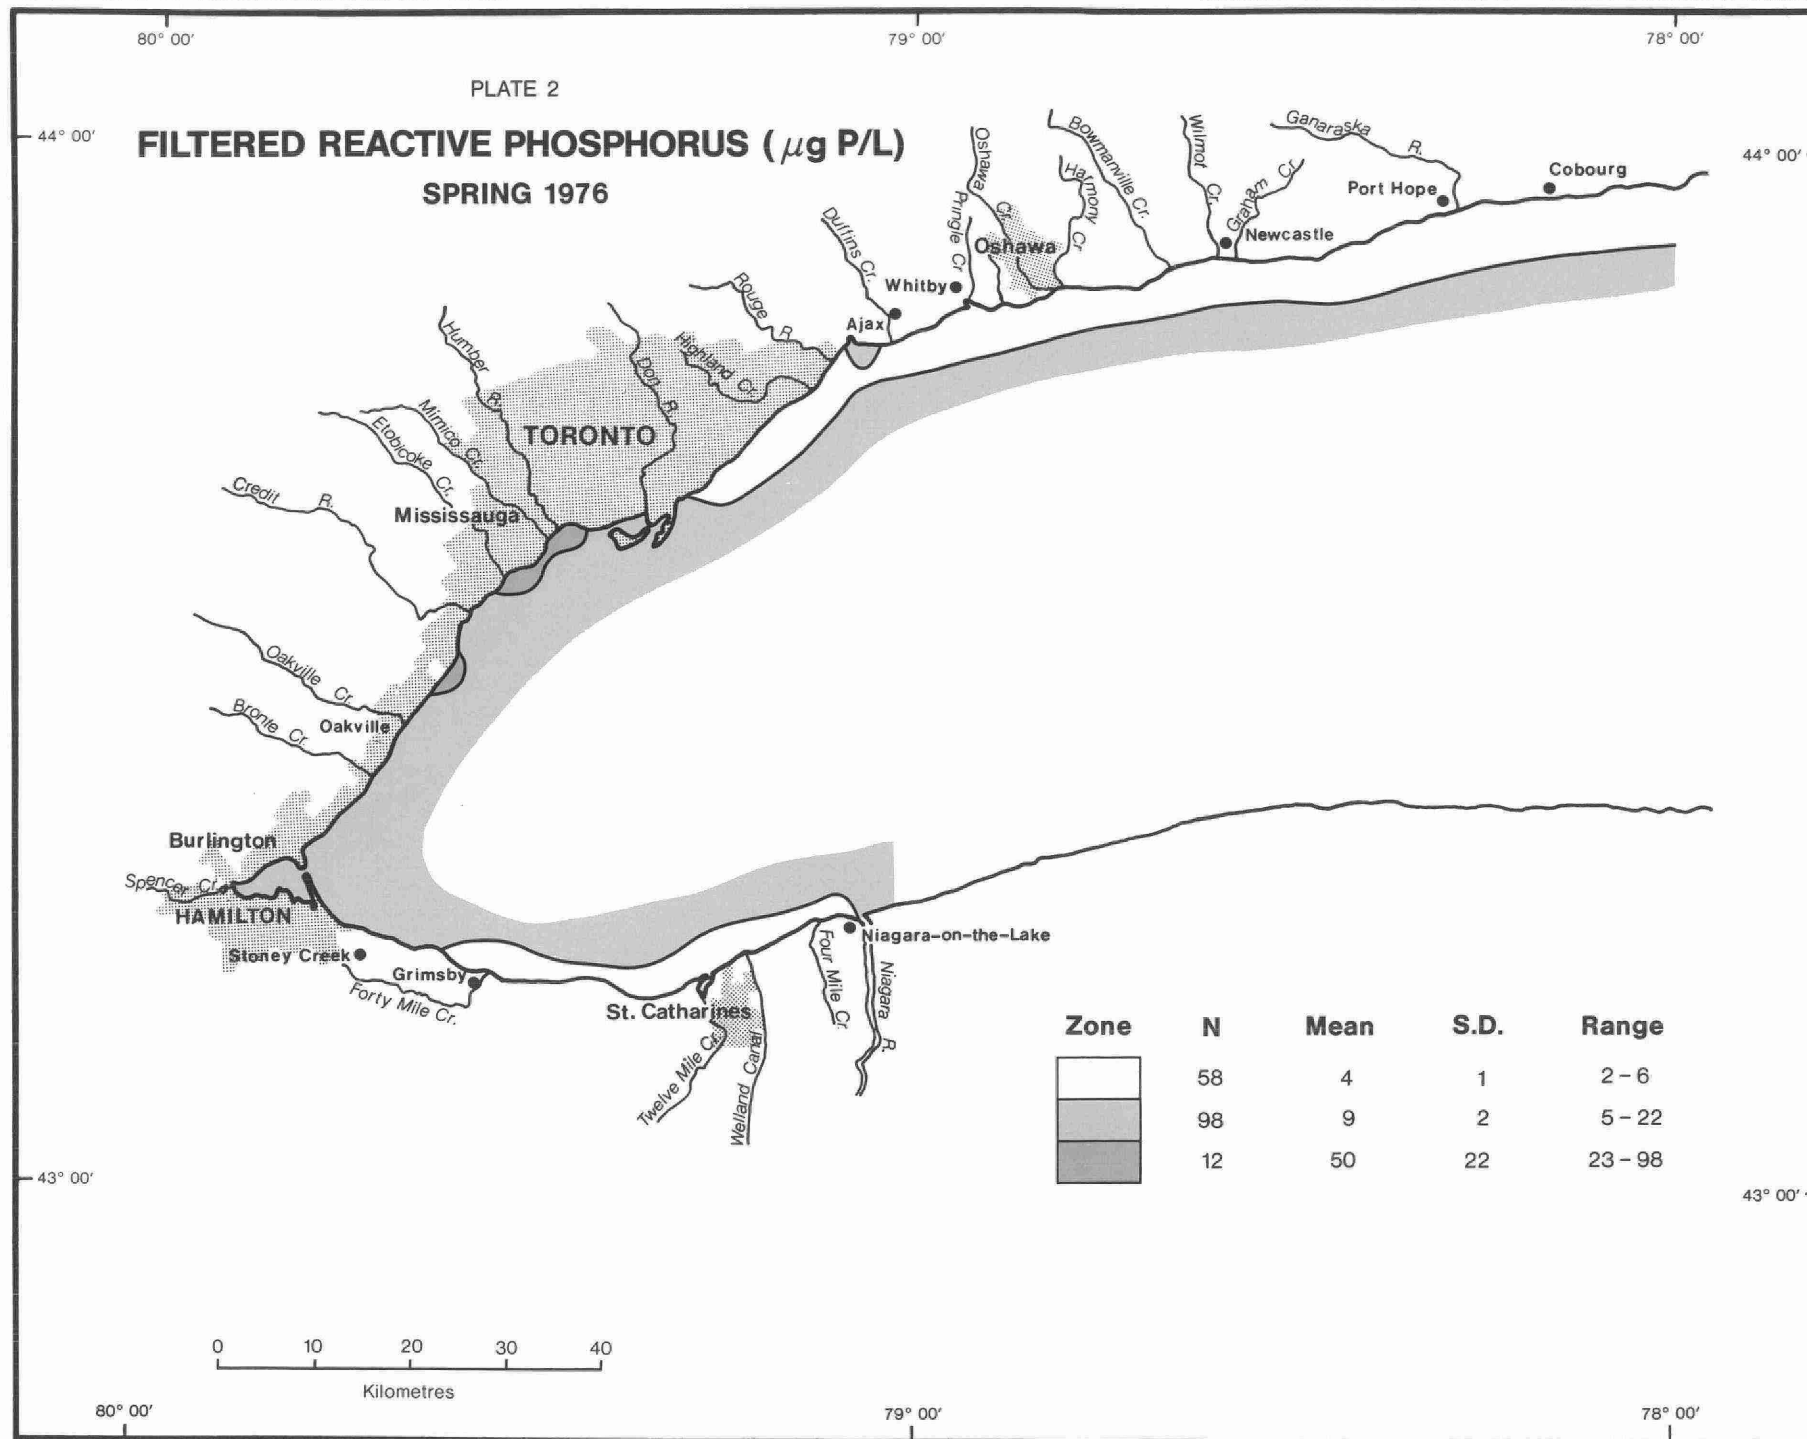 80° 00′
79° 00′
78° 00′
PLATE 2
44° 00′
FILTERED REACTIVE PHOSPHORUS (μg P/L)
44° 00′
SPRING 1976
Ganaraska R.
Wilmot Cr.
Bowmanville Cr.
Oshawa Cr.
Harmony Cr.
Graham Cr.
Cobourg
Port Hope
Pringle Cr
Duffins Cr.
Oshawa
Newcastle
Whitby
Rouge R.
Ajax
Humber R.
Highland Cr.
Don R.
Mimico Cr.
Etobicoke Cr.
TORONTO
Credit R.
Mississauga
Oakville Cr.
Bronte Cr.
Oakville
Burlington
Spencer Cr.
HAMILTON
Stoney Creek
Grimsby
Forty Mile Cr.
St. Catharines
Twelve Mile Cr.
Welland Canal
Four Mile Cr.
Niagara-on-the-Lake
Niagara R.
Zone N Mean S.D. Range
58 4 1 2-6
98 9 2 5-22
12 50 22 23-98
43° 00′
43° 00′
0 10 20 30 40
Kilometres
80° 00′
79° 00′
78° 00′